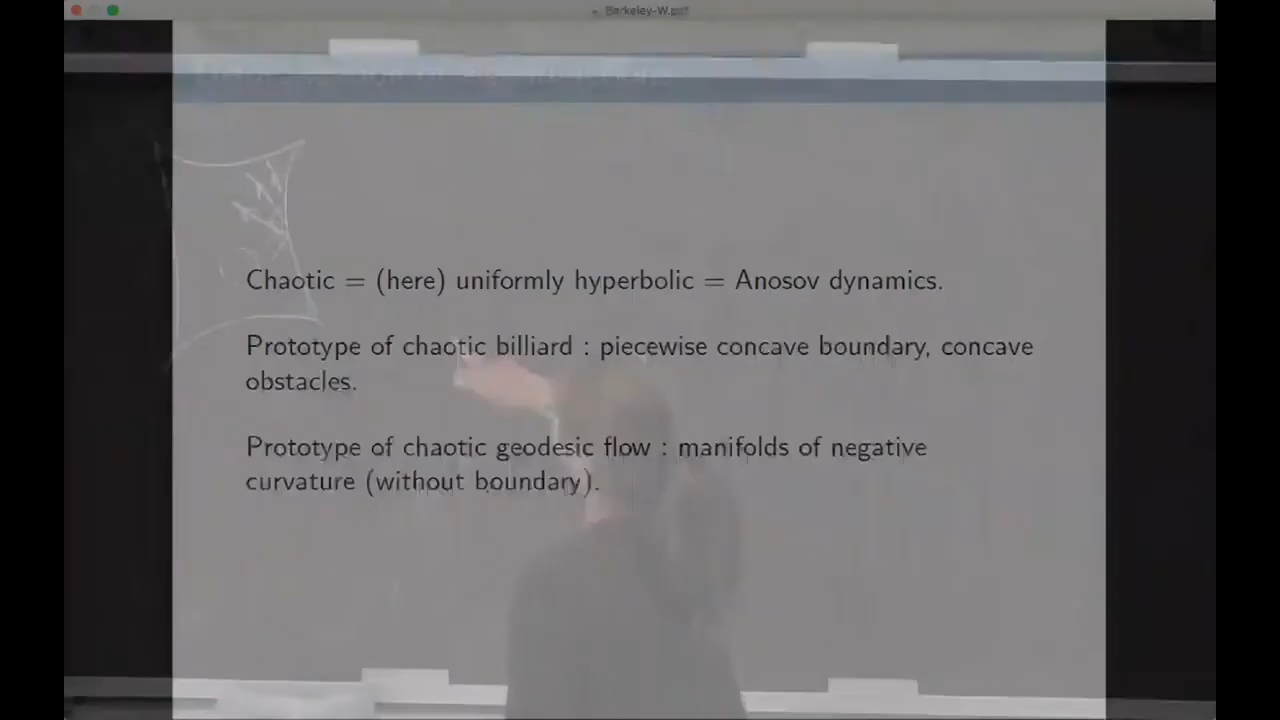 Berkeley-W.pdf
Chaotic = (here) uniformly hyperbolic = Anosov dynamics.
Prototype of chaotic billiard : piecewise concave boundary, concave
obstacles.
Prototype of chaotic geodesic flow : manifolds of negative
curvature (without boundary).